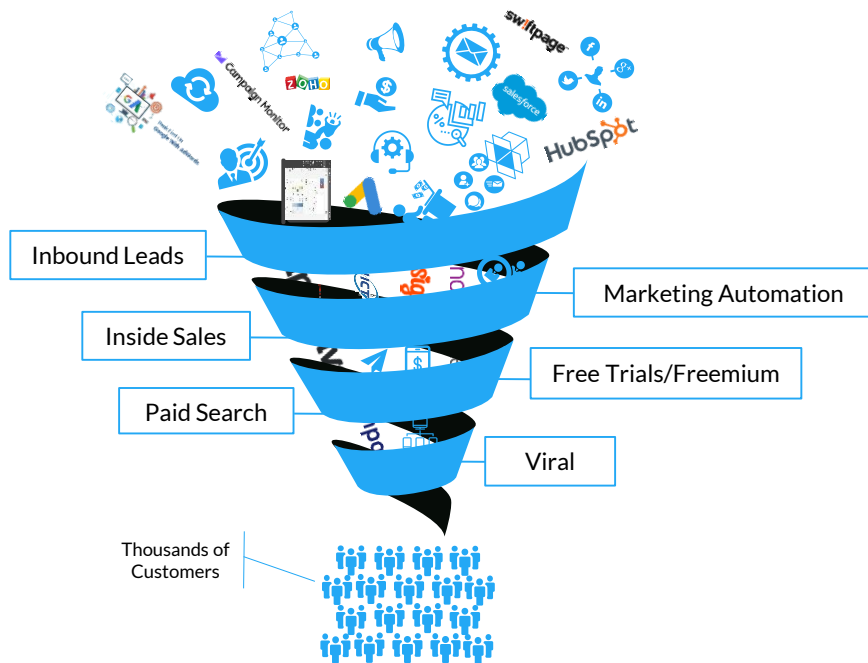 swiftpage
Campaign Monitor
ZOHO
salesforce
HubSpot
Inbound Leads
Marketing Automation
Inside Sales
Free Trials/Freemium
Paid Search
Viral
Thousands of
Customers